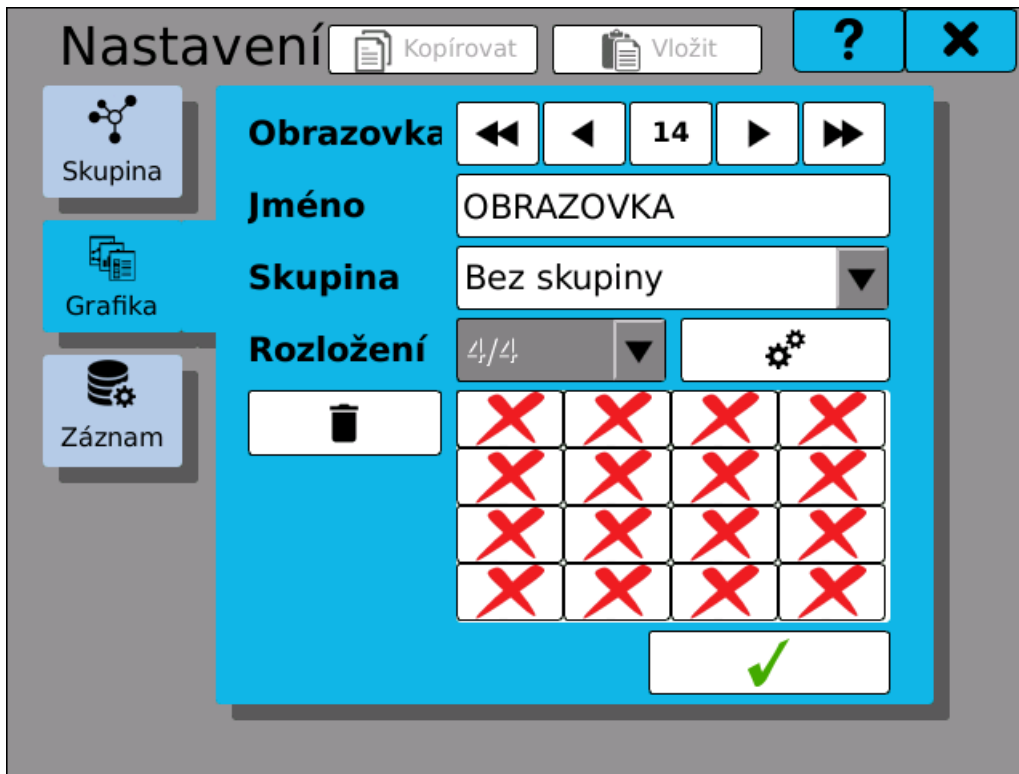 Nastavení
Kopírovat
Vložit
?
Skupina
Grafika
Záznam
Obrazovka
14
Jméno
OBRAZOVKA
Skupina
Bez skupiny
Rozložení
4/4